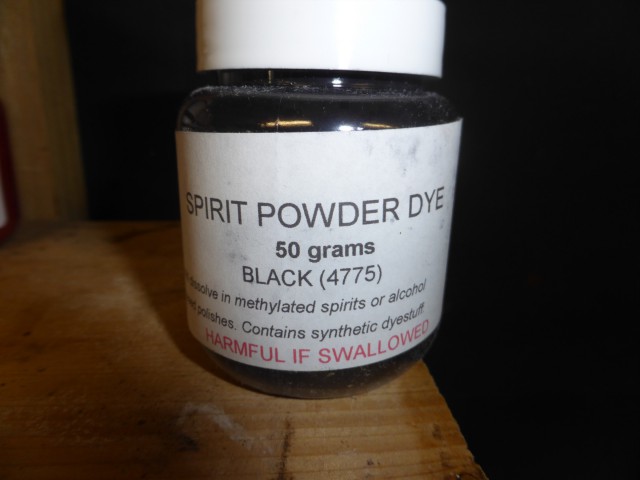 SPIRIT POWDER DYE
50 grams
BLACK (4775)
dissolve in methylated spirits or alcohol
polishes. Contains synthetic dyestuff.
HARMFUL IF SWALLOWED